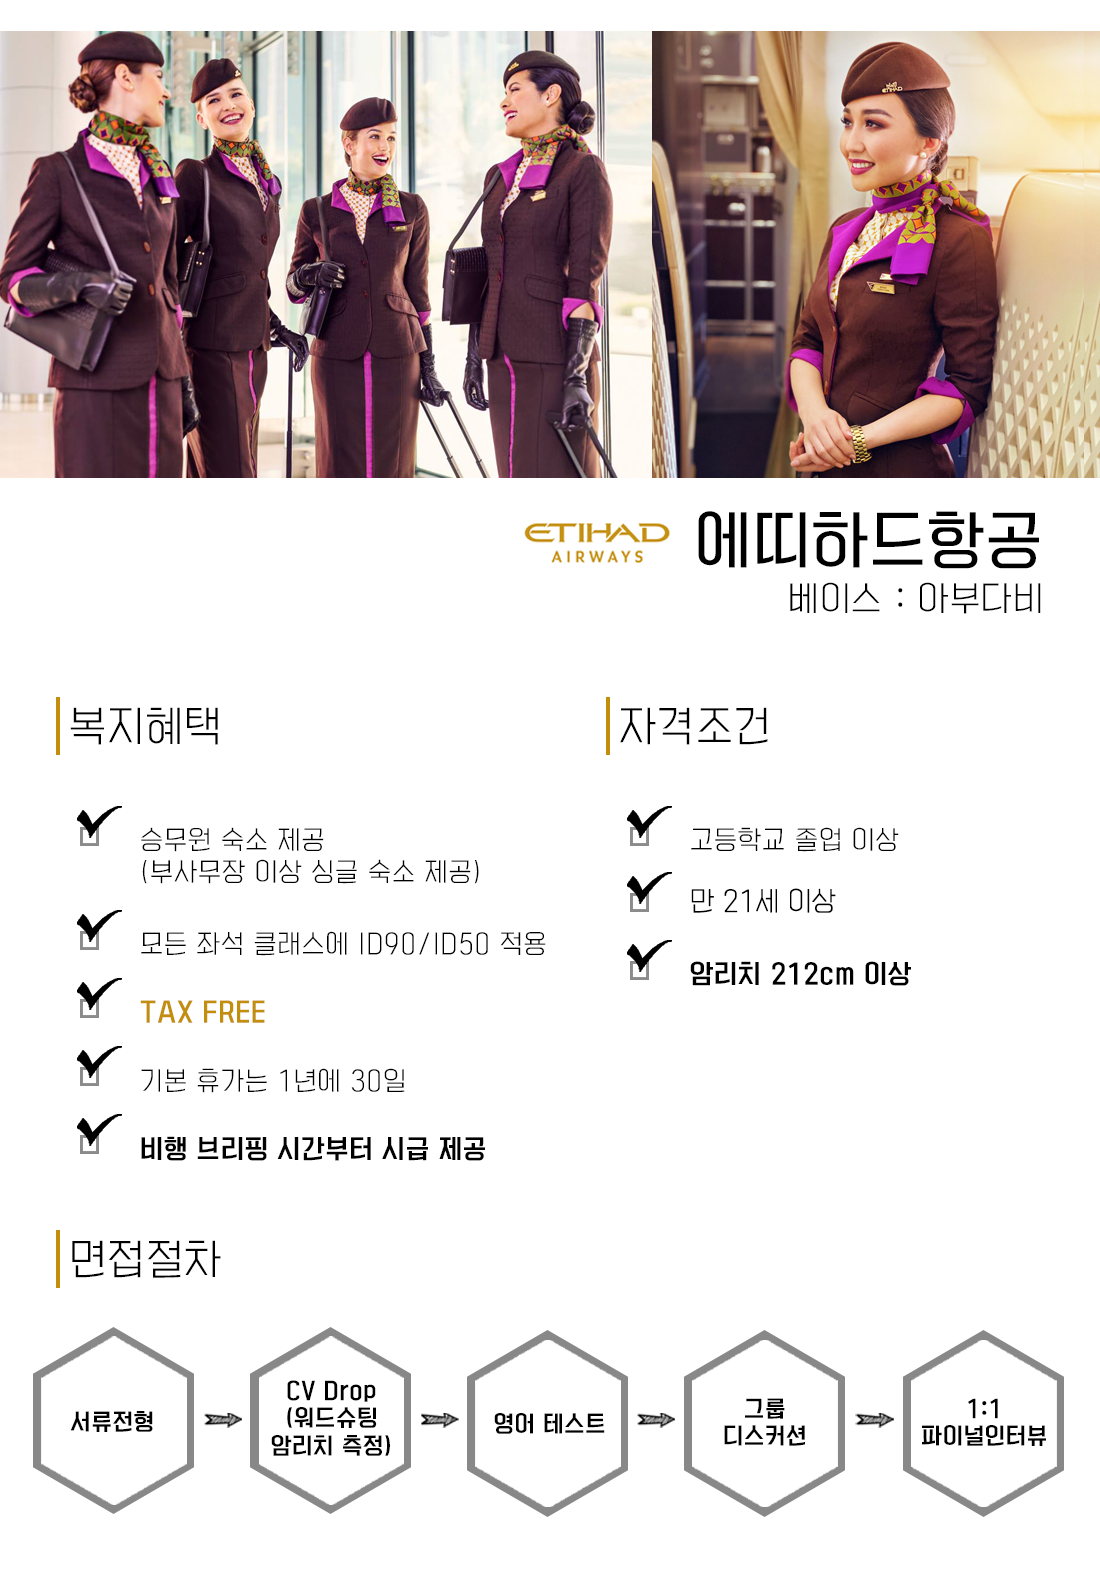 ETIHAD
ETIHAD
AIRWAYS
에띠하드항공
베이스 : 아부다비
복지혜택
승무원 숙소 제공
(부사무장 이상 싱글 숙소 제공)
모든 좌석 클래스에 ID90/ID50 적용
TAX FREE
기본 휴가는 1년에 30일
비행 브리핑 시간부터 시급 제공
자격조건
고등학교 졸업 이상
만 21세 이상
암리치 212cm 이상
면접절차
서류전형
CV Drop
(워드슈팅
암리치 측정)
영어 테스트
그룹
디스커션
1:1
파이널인터뷰